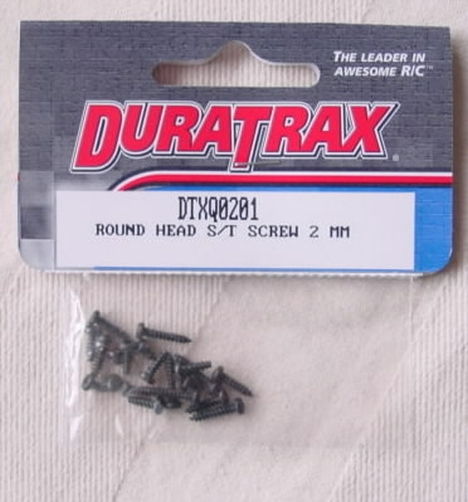 THE LEADER IN
AWESOME R/C™
DURATRAX®
DTXQ0201
ROUND HEAD S/T SCREW 2 MM